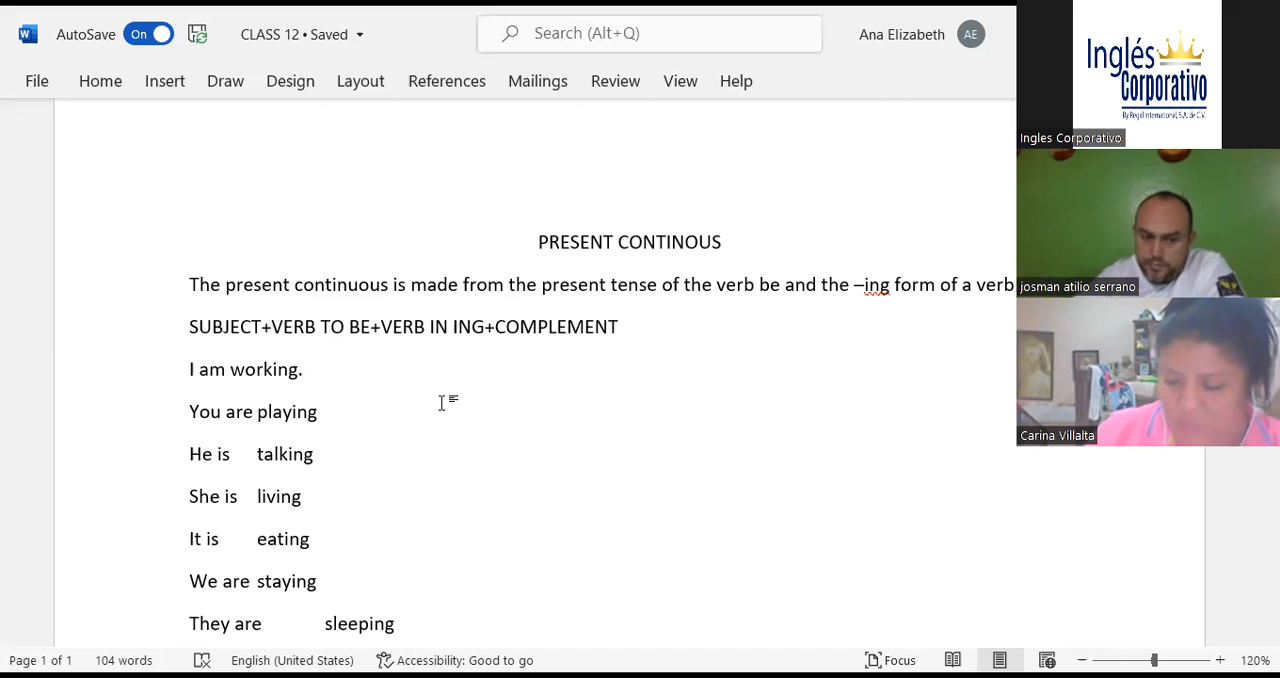 AutoSave On CLASS 12 • Saved Search (Alt+Q) Ana Elizabeth AE
File Home Insert Draw Design Layout References Mailings Review View Help
PRESENT CONTINOUS
The present continuous is made from the present tense of the verb be and the –ing form of a verb
SUBJECT+VERB TO BE+VERB IN ING+COMPLEMENT
I am working.
You are playing
He is talking
She is living
It is eating
We are staying
They are sleeping
Page 1 of 1 104 words English (United States) Accessibility: Good to go Focus 120%
Inglés
Corporativo
By Regal International, S.A. de C.V.
Ingles Corporativo
josman atilio serrano
Carina Villalta